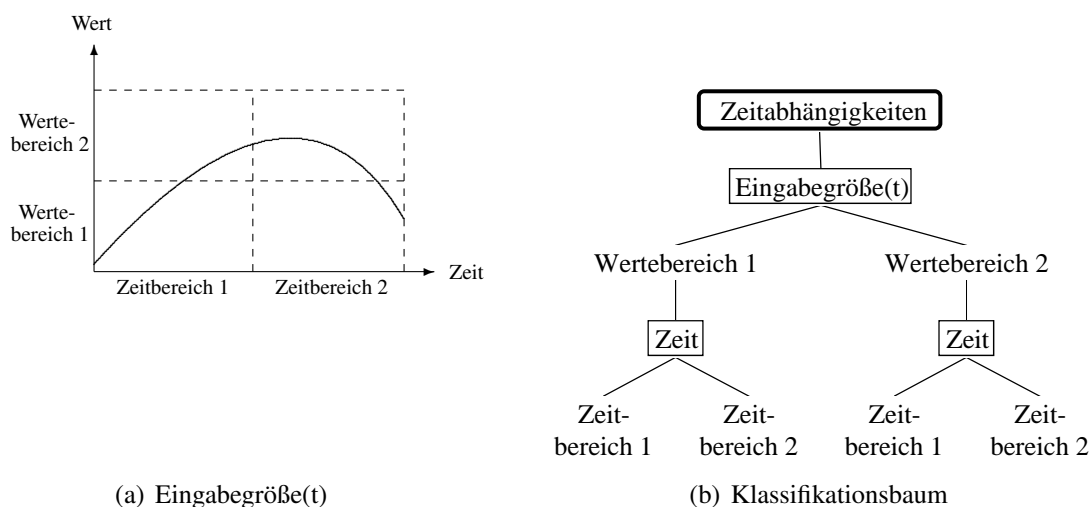 Wert
Werte-
bereich 2
Werte-
bereich 1
Zeit
Zeitbereich 1
Zeitbereich 2
(a) Eingabegröße(t)
Zeitabhängigkeiten
Eingabegröße(t)
Wertebereich 1
Wertebereich 2
Zeit
Zeit
Zeit-
bereich 1
Zeit-
bereich 2
Zeit-
bereich 1
Zeit-
bereich 2
(b) Klassifikationsbaum